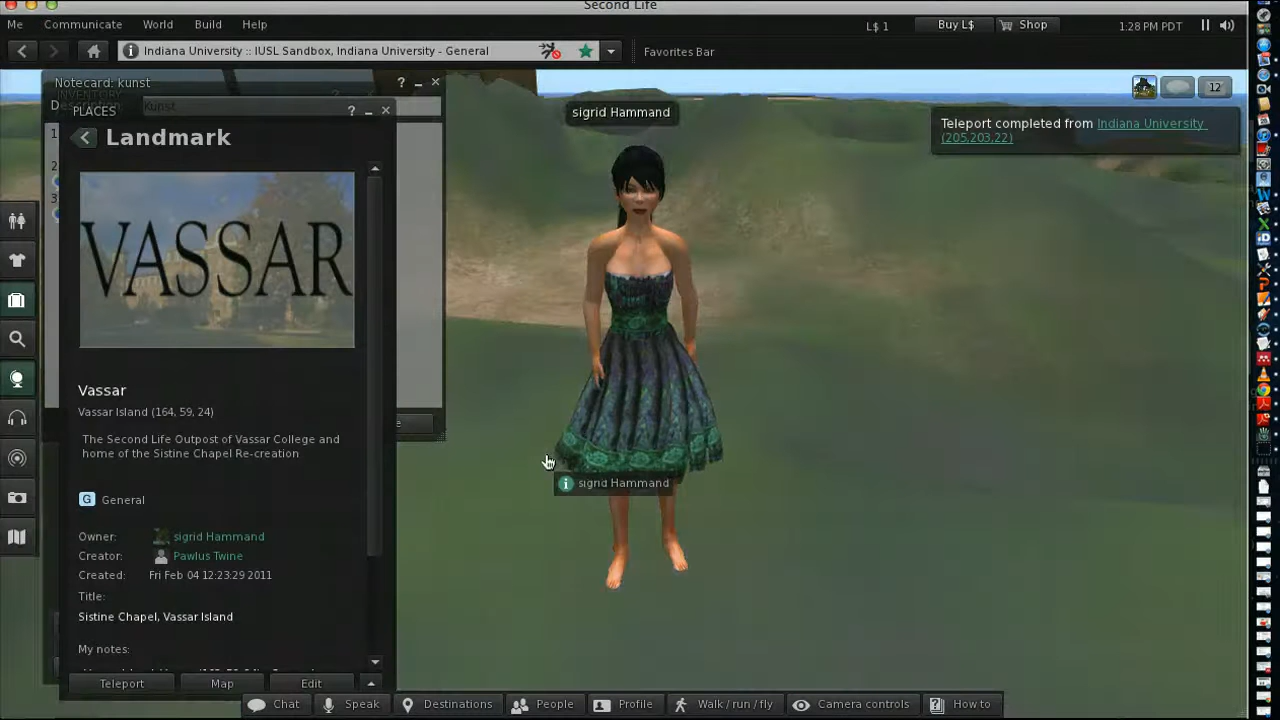 Second Life
Me Communicate World Build Help
L$ 1 Buy L$ Shop 1:28 PM PDT
Indiana University :: IUSL Sandbox, Indiana University - General
Favorites Bar
Notecard: kunst
Kunst
12
PLACES
Landmark
VASSAR
Vassar
Vassar Island (164, 59, 24)
The Second Life Outpost of Vassar College and
home of the Sistine Chapel Re-creation
G General
Owner: sigrid Hammand
Creator: Pawlus Twine
Created: Fri Feb 04 12:23:29 2011
Title:
Sistine Chapel, Vassar Island
My notes:
Teleport Map Edit
sigrid Hammand
sigrid Hammand
Teleport completed from Indiana University
(205,203,22)
Chat Speak Destinations People Profile Walk / run / fly Camera controls How to